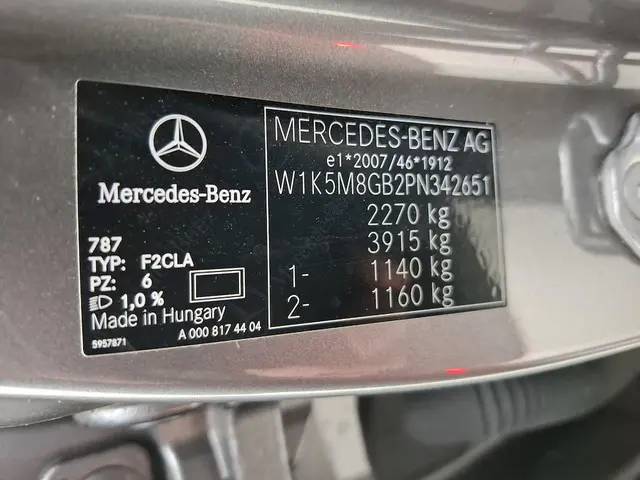 Mercedes-Benz
787
TYP: F2CLA
PZ: 6
1,0 %
Made in Hungary
5957871
A 000 817 44 04
MERCEDES-BENZ AG
e1*2007/46*1912
W1K5M8GB2PN342651
2270 kg
3915 kg
1- 1140 kg
2- 1160 kg